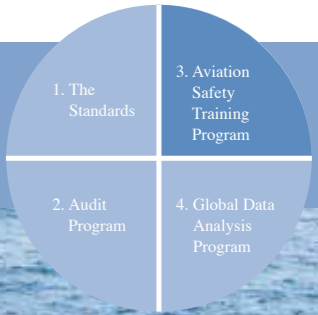 1. The
Standards
3. Aviation
Safety
Training
Program
2. Audit
Program
4. Global Data
Analysis
Program